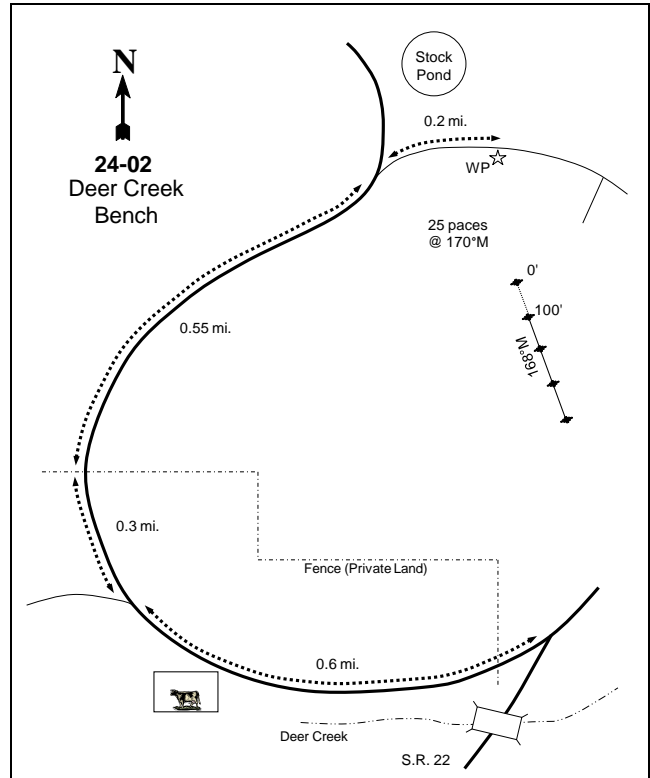 N
24-02
Deer Creek
Bench
Stock
Pond
0.2 mi.
WP
25 paces
@ 170°M
0'
100'
168°M
0.55 mi.
0.3 mi.
Fence (Private Land)
0.6 mi.
Deer Creek
S.R. 22